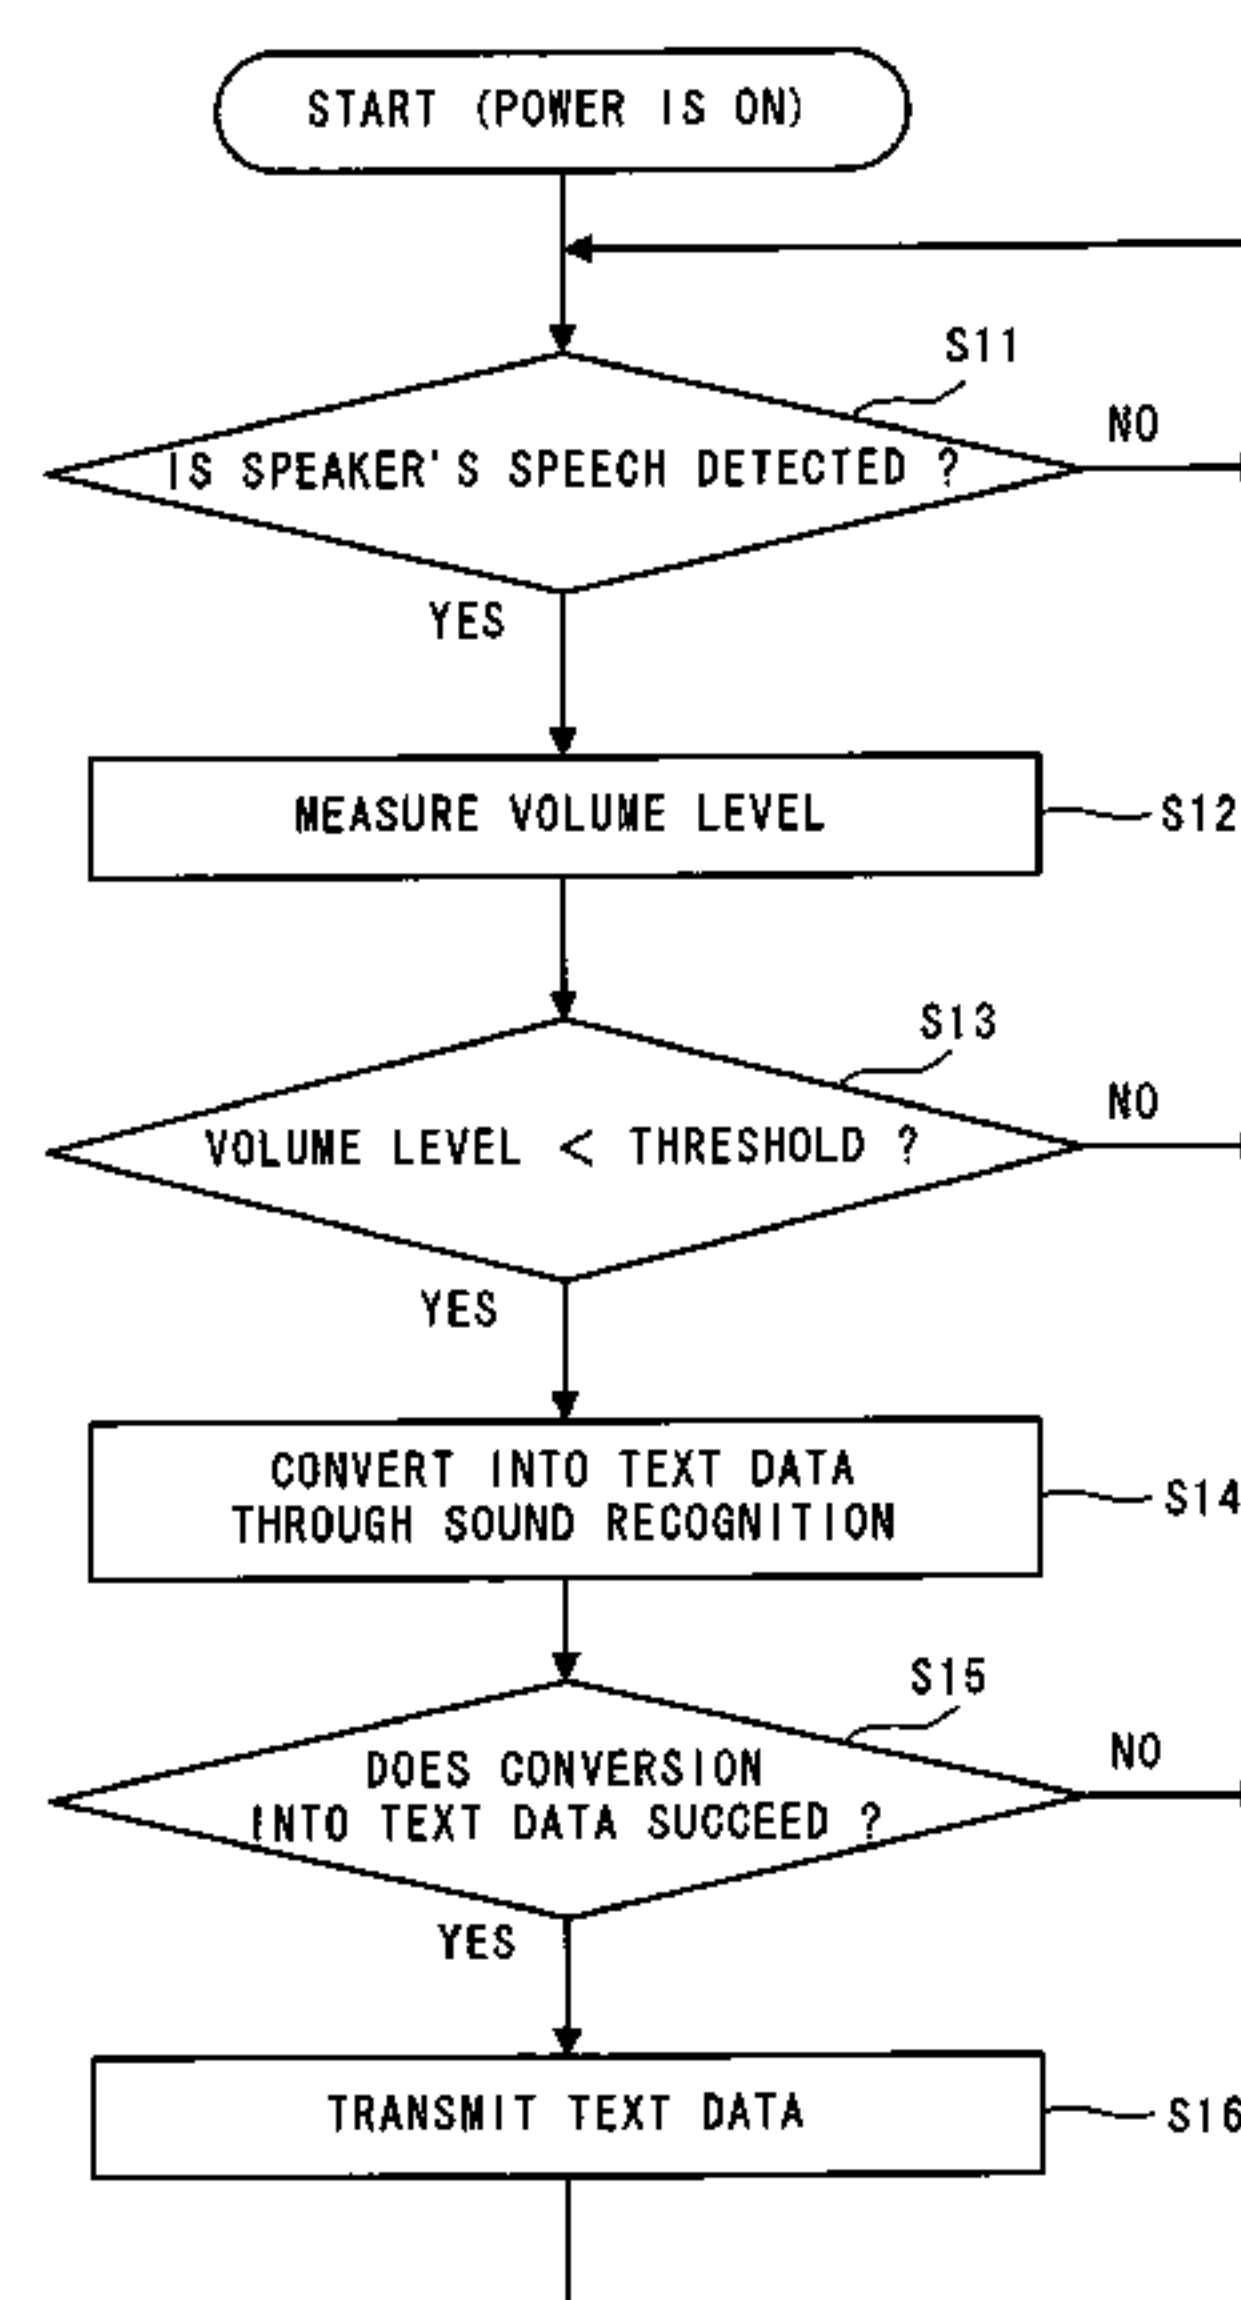 START (POWER IS ON)
S11
NO
IS SPEAKER'S SPEECH DETECTED ?
YES
MEASURE VOLUME LEVEL
S12
S13
NO
VOLUME LEVEL < THRESHOLD ?
YES
CONVERT INTO TEXT DATA
THROUGH SOUND RECOGNITION
S14
S15
NO
DOES CONVERSION
INTO TEXT DATA SUCCEED ?
YES
TRANSMIT TEXT DATA
S16